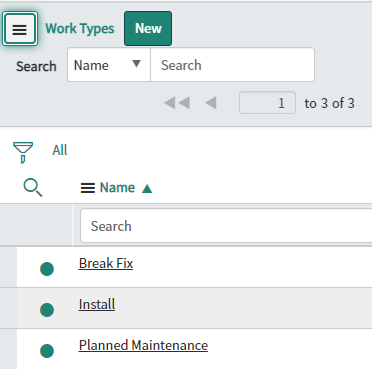 Work Types New
Search Name Search
1 to 3 of 3
All
Name
Search
Break Fix
Install
Planned Maintenance